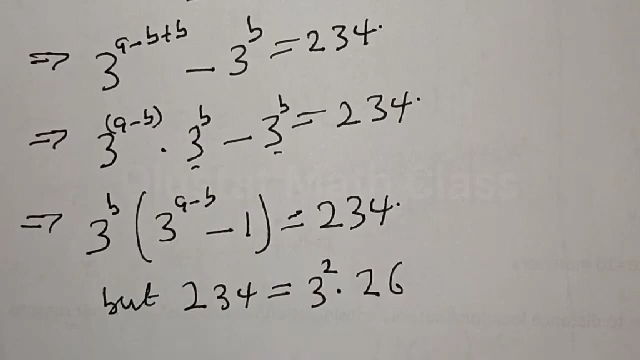 ⇒ 3^(a-b+b) - 3^b = 234.
⇒ 3^(a-b) · 3^b - 3^b = 234.
⇒ 3^b (3^(a-b) - 1) = 234.
but 234 = 3^2 · 26